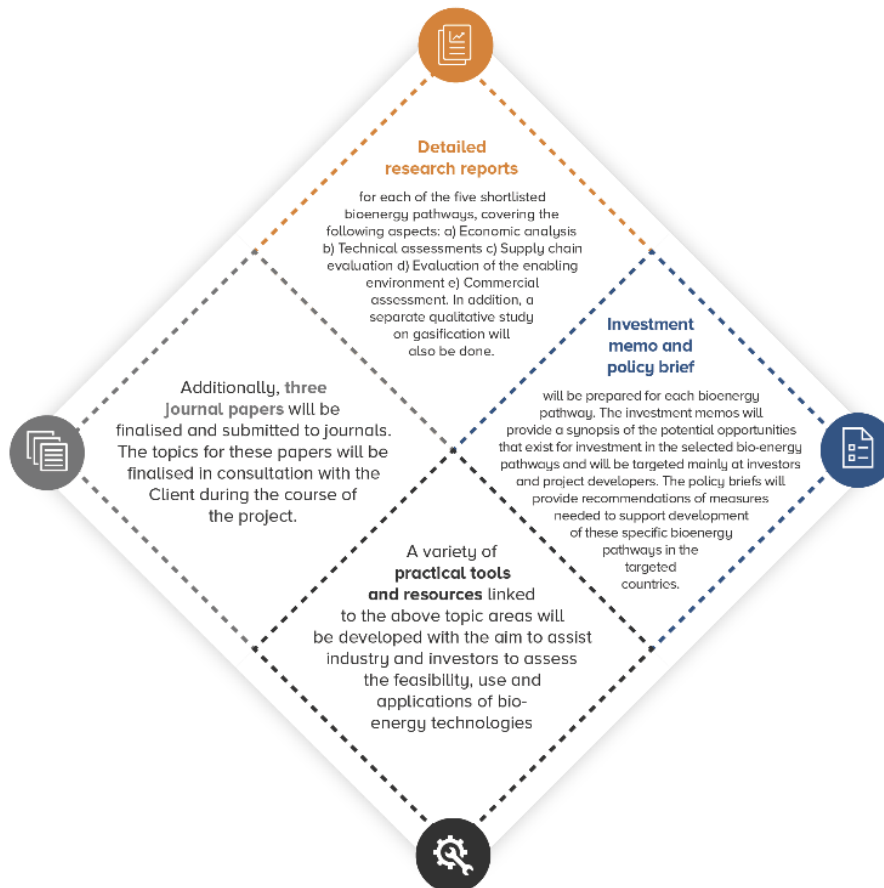 Detailed
research reports
for each of the five shortlisted
bioenergy pathways, covering the
following aspects: a) Economic analysis
b) Technical assessments c) Supply chain
evaluation d) Evaluation of the enabling
environment e) Commercial
assessment. In addition, a
separate qualitative study
on gasification will
also be done.
Investment
memo and
policy brief
will be prepared for each bioenergy
pathway. The investment memos will
provide a synopsis of the potential opportunities
that exist for investment in the selected bio-energy
pathways and will be targeted mainly at investors
and project developers. The policy briefs will
provide recommendations of measures
needed to support development
of these specific bioenergy
pathways in the
targeted
countries.
Additionally, three
journal papers will be
finalised and submitted to journals.
The topics for these papers will be
finalised in consultation with the
Client during the course of
the project.
A variety of
practical tools
and resources linked
to the above topic areas will
be developed with the aim to assist
industry and investors to assess
the feasibility, use and
applications of bio-
energy technologies